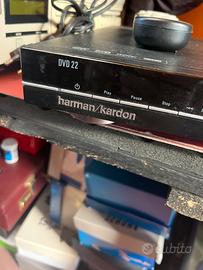 DVD 22
Play
Pause
Stop
harman/kardon
subito